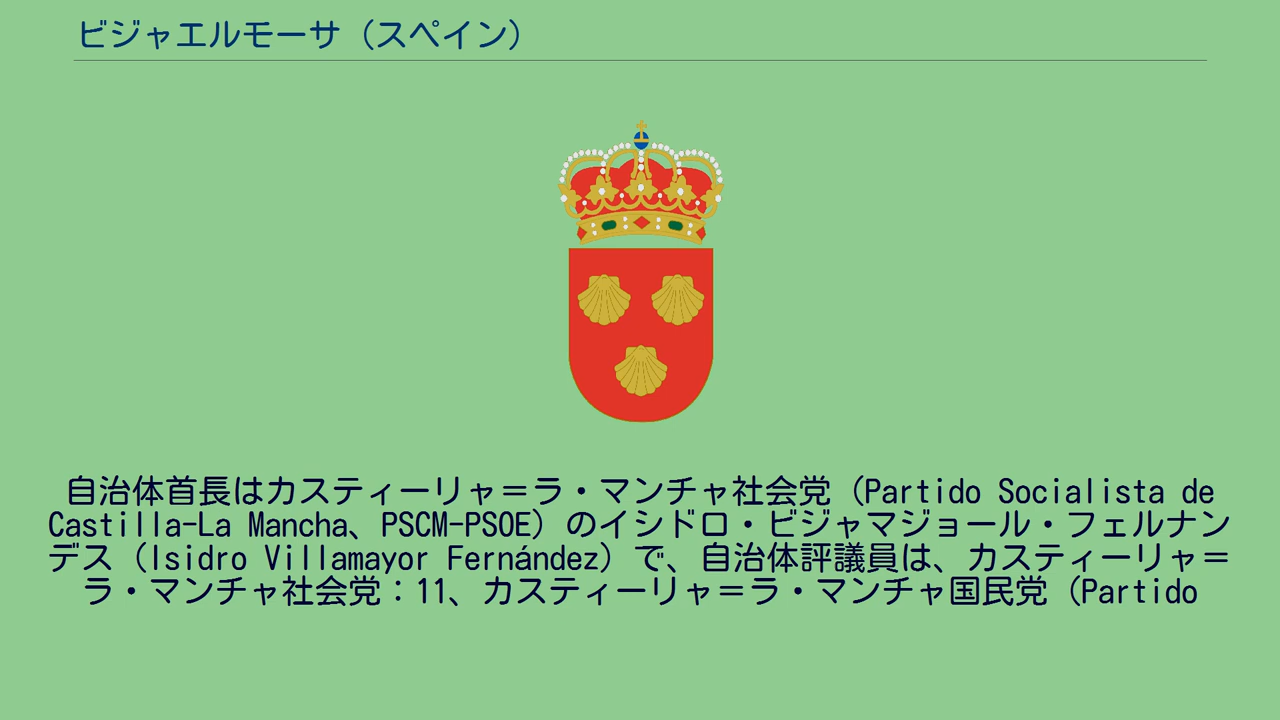 ビジャエルモーサ（スペイン）
自治体首長はカスティーリャ＝ラ・マンチャ社会党（Partido Socialista de
Castilla-La Mancha、PSCM-PSOE）のイシドロ・ビジャマジョール・フェルナン
デス（Isidro Villamayor Fernández）で、自治体評議員は、カスティーリャ＝
ラ・マンチャ社会党：11、カスティーリャ＝ラ・マンチャ国民党（Partido